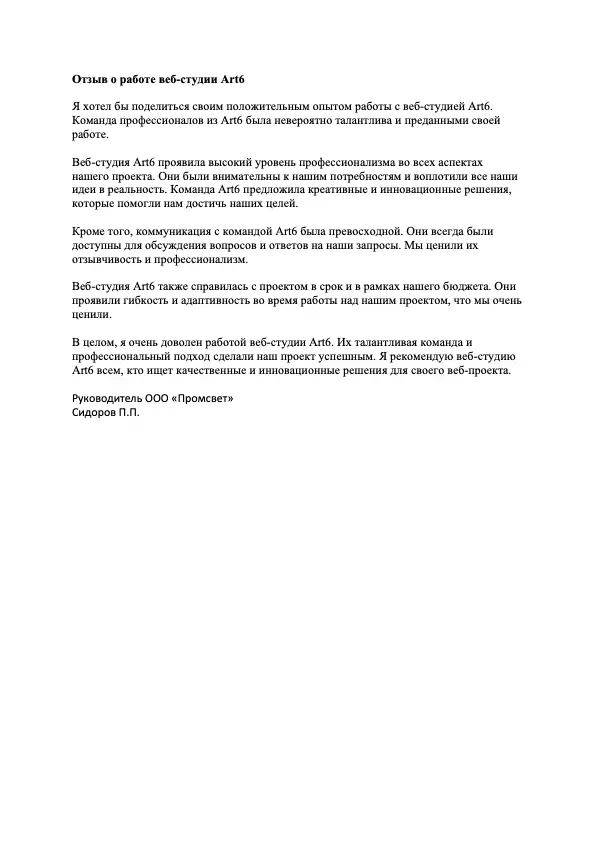 Отзыв о работе веб-студии Art6
Я хотел бы поделиться своим положительным опытом работы с веб-студией Art6.
Команда профессионалов из Art6 была невероятно талантлива и преданными своей
работе.
Веб-студия Art6 проявила высокий уровень профессионализма во всех аспектах
нашего проекта. Они были внимательны к нашим потребностям и воплотили все наши
идеи в реальность. Команда Art6 предложила креативные и инновационные решения,
которые помогли нам достичь наших целей.
Кроме того, коммуникация с командой Art6 была превосходной. Они всегда были
доступны для обсуждения вопросов и ответов на наши запросы. Мы ценили их
отзывчивость и профессионализм.
Веб-студия Art6 также справилась с проектом в срок и в рамках нашего бюджета. Они
проявили гибкость и адаптивность во время работы над нашим проектом, что мы очень
ценили.
В целом, я очень доволен работой веб-студии Art6. Их талантливая команда и
профессиональный подход сделали наш проект успешным. Я рекомендую веб-студию
Art6 всем, кто ищет качественные и инновационные решения для своего веб-проекта.
Руководитель ООО «Промсвет»
Сидоров П.П.